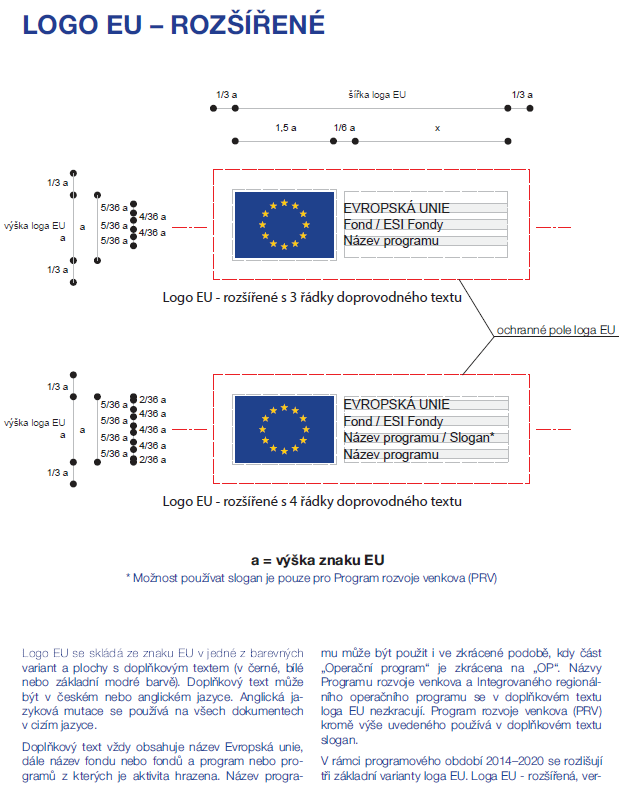 LOGO EU – ROZŠÍŘENÉ
1/3 a
šířka loga EU
1/3 a
1,5 a
1/6 a
x
1/3 a
výška loga EU
a
1/3 a
a
5/36 a
5/36 a
5/36 a
4/36 a
4/36 a
EVROPSKÁ UNIE
Fond / ESI Fondy
Název programu
Logo EU - rozšířené s 3 řádky doprovodného textu
ochranné pole loga EU
1/3 a
výška loga EU
a
1/3 a
a
5/36 a
5/36 a
5/36 a
5/36 a
2/36 a
4/36 a
4/36 a
4/36 a
2/36 a
EVROPSKÁ UNIE
Fond / ESI Fondy
Název programu / Slogan*
Název programu
Logo EU - rozšířené s 4 řádky doprovodného textu
a = výška znaku EU
* Možnost používat slogan je pouze pro Program rozvoje venkova (PRV)
Logo EU se skládá ze znaku EU v jedné z barevných
variant a plochy s doplňkovým textem (v černé, bílé
nebo základní modré barvě). Doplňkový text může
být v českém nebo anglickém jazyce. Anglická ja-
zyková mutace se používá na všech dokumentech
v cizím jazyce.
Doplňkový text vždy obsahuje název Evropská unie,
dále název fondu nebo fondů a program nebo pro-
gramů z kterých je aktivita hrazena. Název progra-
mu může být použit i ve zkrácené podobě, kdy část
„Operační program“ je zkrácena na „OP“. Názvy
Programu rozvoje venkova a Integrovaného regionál-
ního operačního programu se v doplňkovém textu
loga EU nezkracují. Program rozvoje venkova (PRV)
kromě výše uvedeného používá v doplňkovém textu
slogan.
V rámci programového období 2014–2020 se rozlišují
tři základní varianty loga EU. Loga EU - rozšířená, ver-